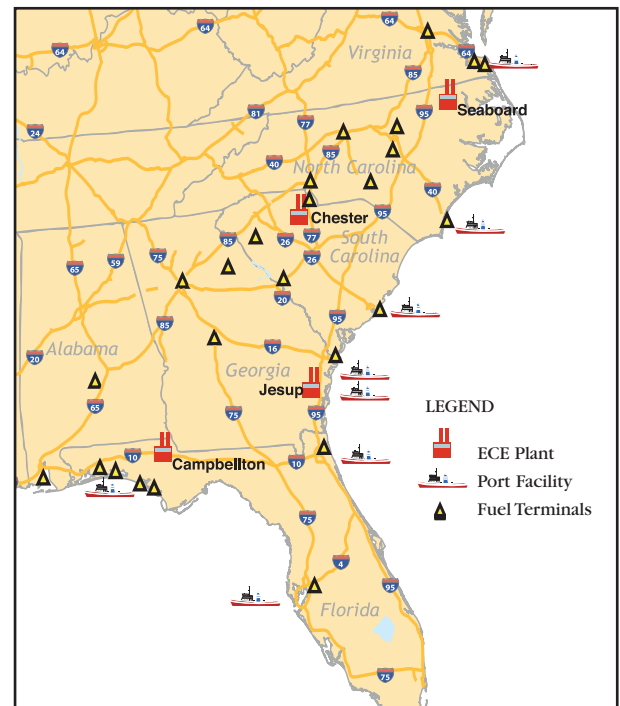 64
64
64
Virginia
64
85
81
95
Seaboard
24
77
85
40
North Carolina
40
95
Chester
85
26
77
South
Carolina
26
75
59
65
20
95
85
16
20
Alabama
Georgia
Jesup
65
75
95
LEGEND
ECE Plant
Port Facility
Fuel Terminals
10
Campbellton
10
75
4
95
Florida
75